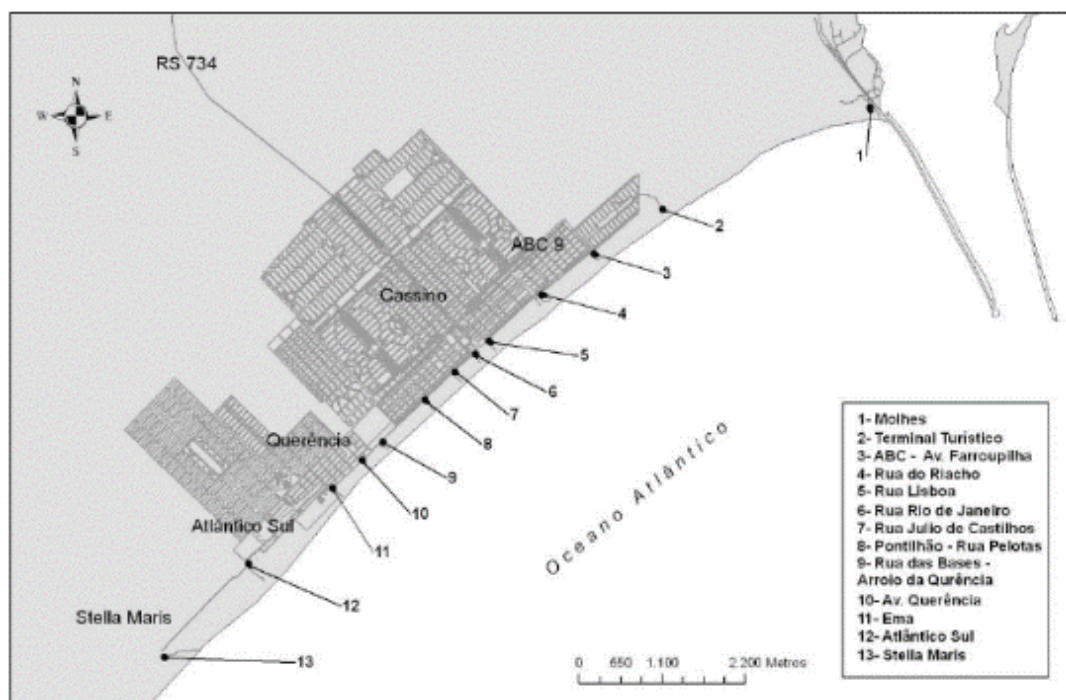 RS 734
N
W E
S
1
2
ABC 9
3
Cassino
4
5
6
7
8
Querência
9
10
Atlântico Sul
11
12
Stella Maris
13
Oceano Atlântico
0 650 1.100 2.200 Metros
1- Molhes
2- Terminal Turístico
3- ABC - Av. Farroupilha
4- Rua do Riacho
5- Rua Lisboa
6- Rua Rio de Janeiro
7- Rua Julio de Castilhos
8- Pontilhão - Rua Pelotas
9- Rua das Bases -
Arroio da Qurência
10- Av. Querência
11- Ema
12- Atlântico Sul
13- Stella Maris